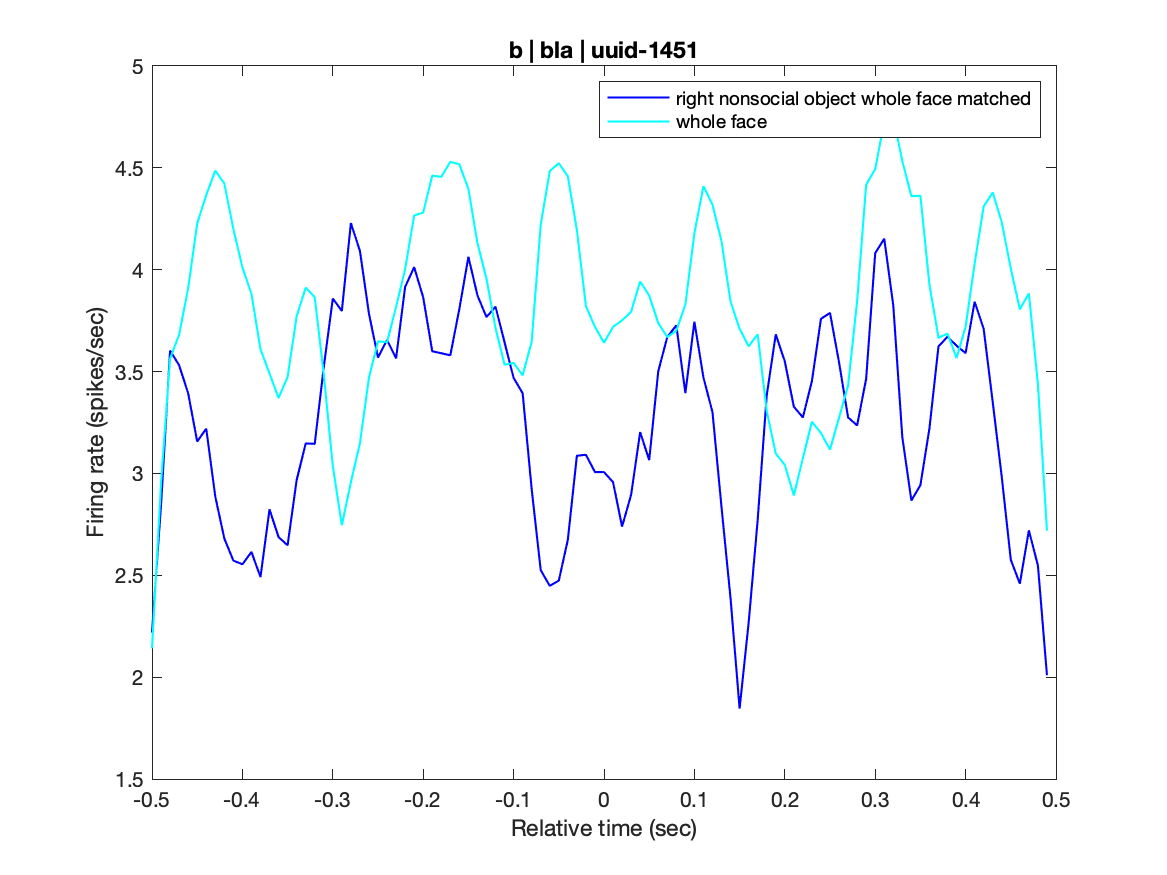 b | bla | uuid-1451
right nonsocial object whole face matched
whole face
5
4.5
4
3.5
3
2.5
2
1.5
Firing rate (spikes/sec)
-0.5 -0.4 -0.3 -0.2 -0.1 0 0.1 0.2 0.3 0.4 0.5
Relative time (sec)